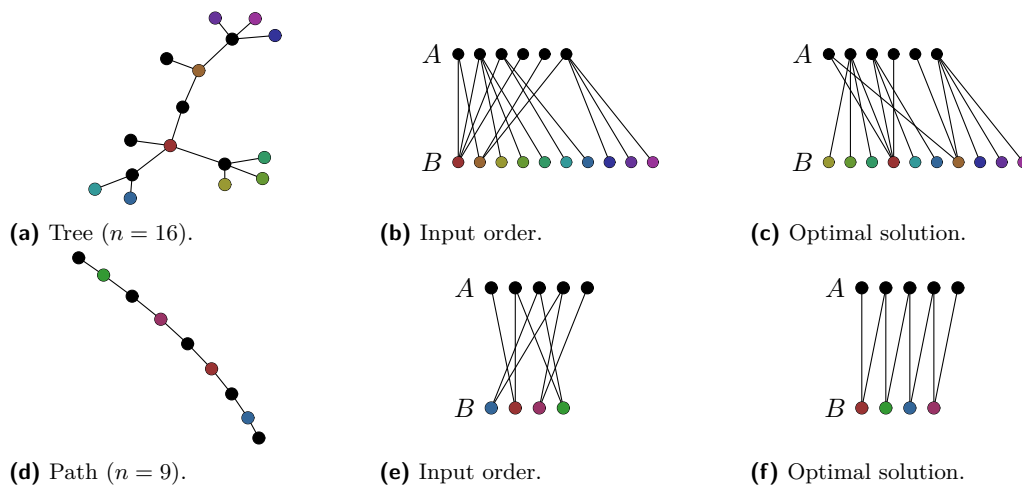 A
B
A
B
(a) Tree (n = 16).
(b) Input order.
(c) Optimal solution.
A
B
A
B
(d) Path (n = 9).
(e) Input order.
(f) Optimal solution.